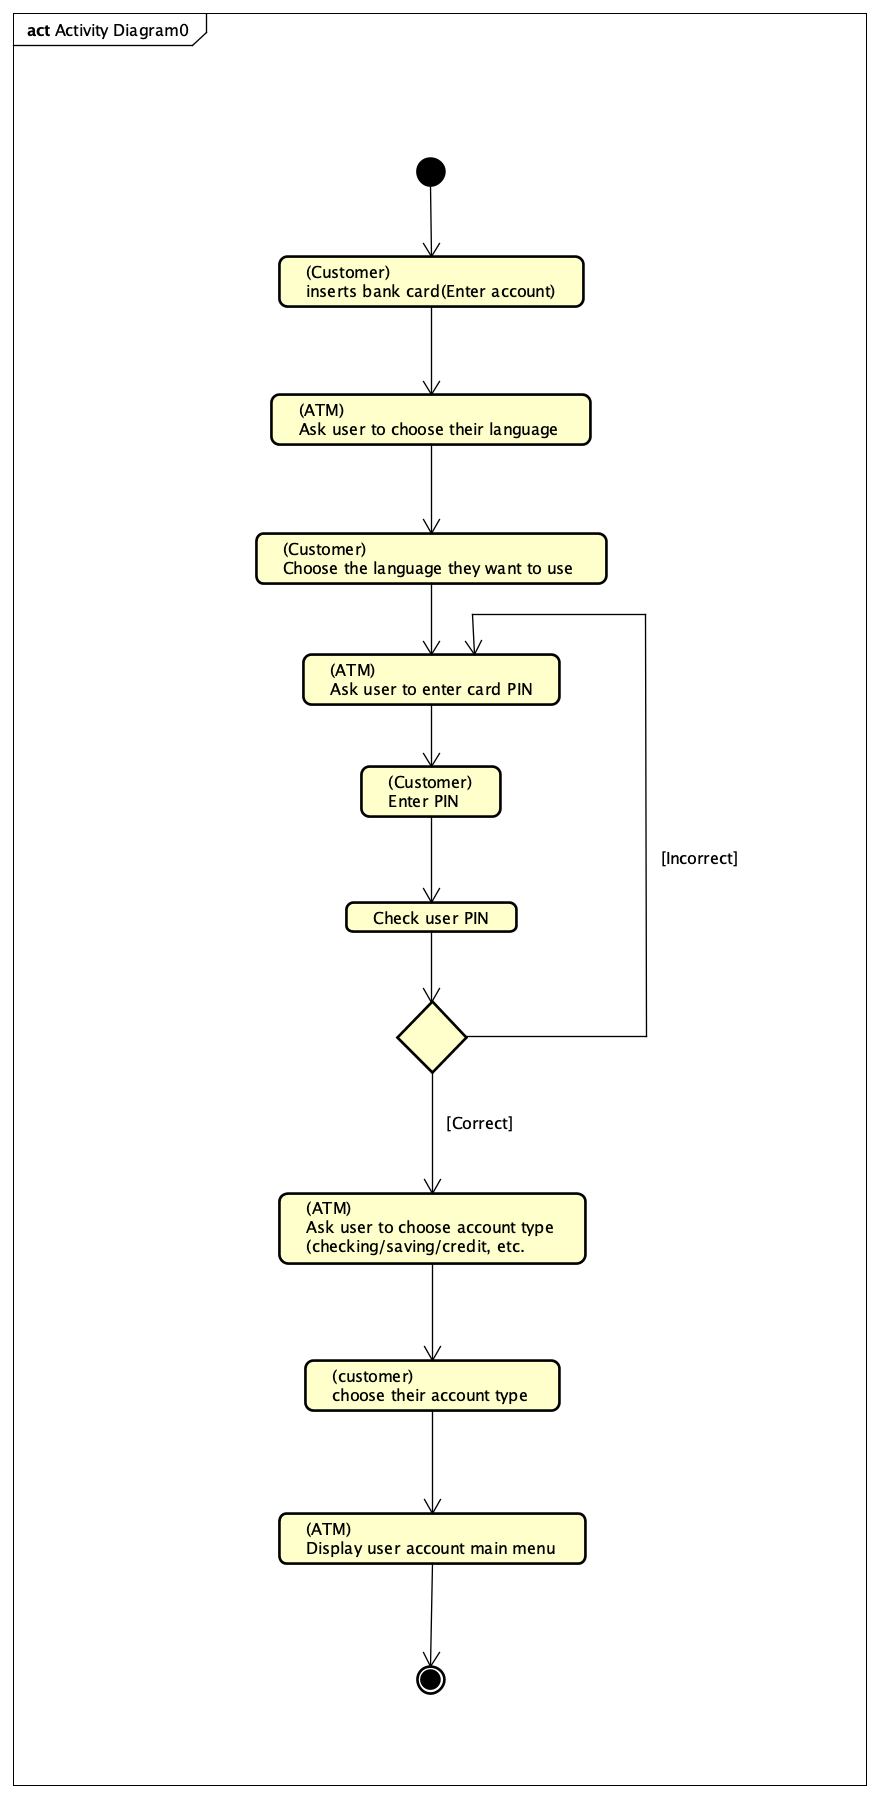 act Activity Diagram0
(Customer)
inserts bank card(Enter account)
(ATM)
Ask user to choose their language
(Customer)
Choose the language they want to use
(ATM)
Ask user to enter card PIN
(Customer)
Enter PIN
[Incorrect]
Check user PIN
[Correct]
(ATM)
Ask user to choose account type
(checking/saving/credit, etc.
(customer)
choose their account type
(ATM)
Display user account main menu